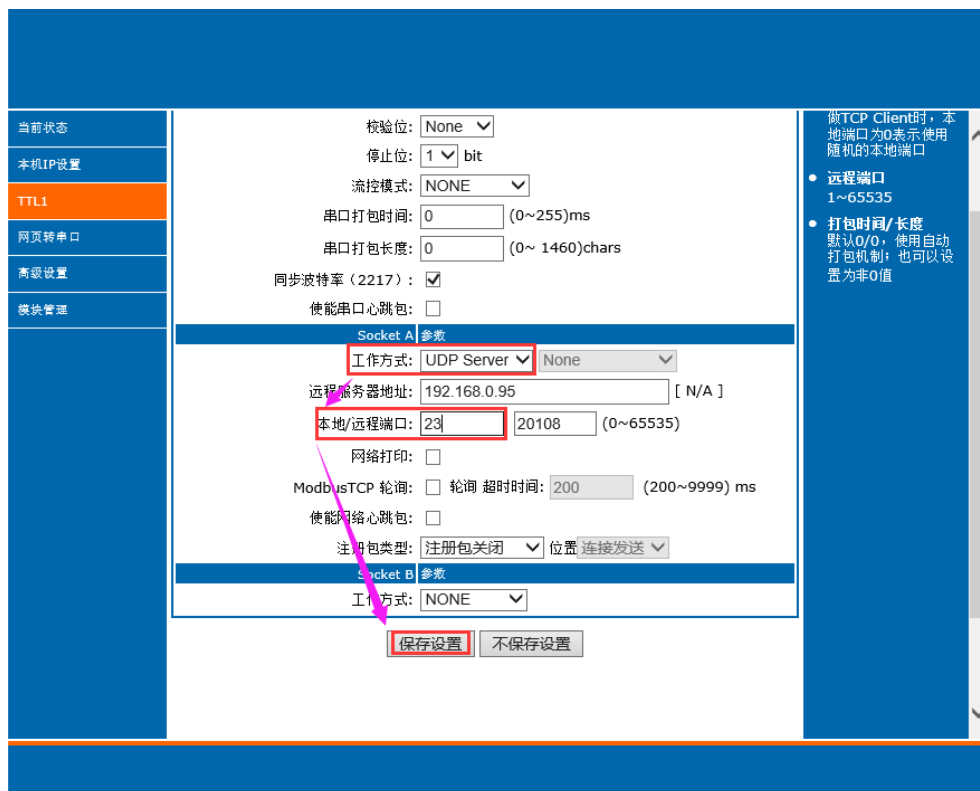 当前状态
本机IP设置
TTL1
网页转串口
高级设置
模块管理
校验位: None
停止位: 1 bit
流控模式: NONE
串口打包时间: 0 (0~255)ms
串口打包长度: 0 (0~ 1460)chars
同步波特率（2217）:
使能串口心跳包:
Socket A 参数
工作方式: UDP Server None
远程服务器地址: 192.168.0.95 [ N/A ]
本地/远程端口: 23 20108 (0~65535)
网络打印:
ModbusTCP 轮询: 轮询 超时时间: 200 (200~9999) ms
使能网络心跳包:
注册包类型: 注册包关闭 位置 连接发送
Socket B 参数
工作方式: NONE
保存设置 不保存设置
做TCP Client时，本
地端口为0表示使用
随机的本地端口
远程端口
1~65535
打包时间/长度
默认0/0，使用自动
打包机制；也可以设
置为非0值